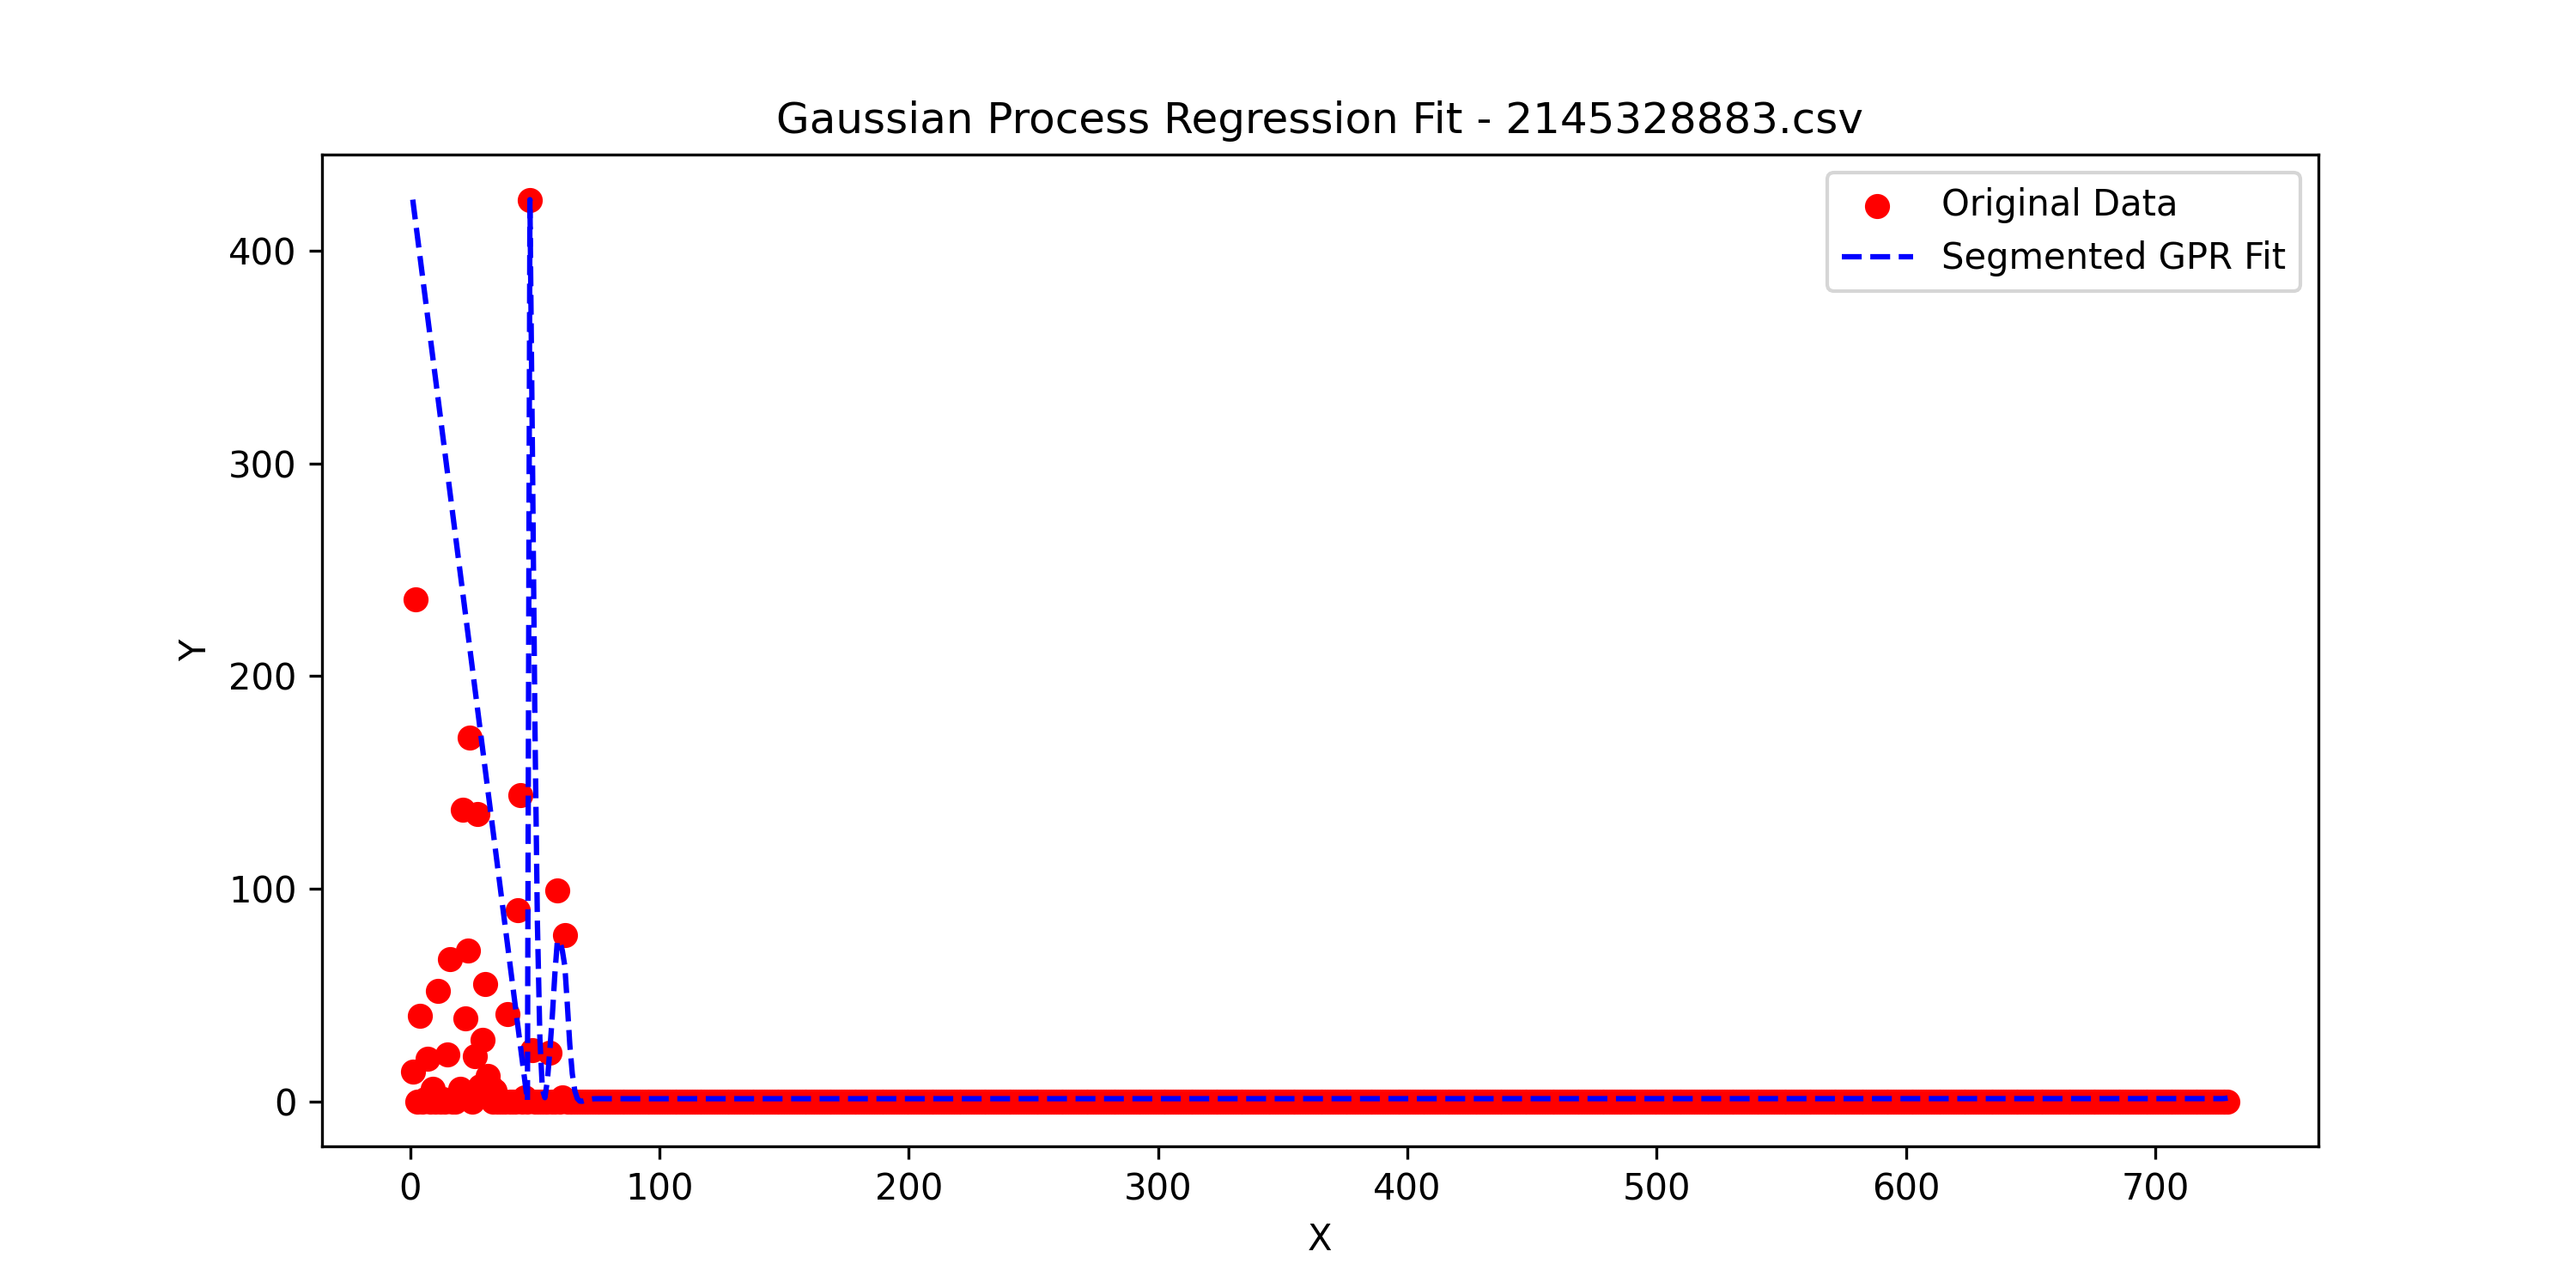 Gaussian Process Regression Fit - 2145328883.csv
Original Data
Segmented GPR Fit
400
300
200
100
0
Y
0 100 200 300 400 500 600 700
X